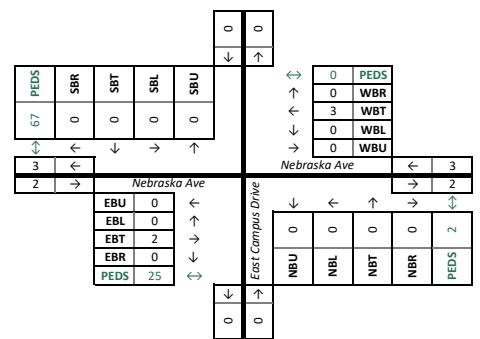 0 0
↓ ↑
PEDS SBR SBT SBL SBU
67 0 0 0 0
↕ ← ↓ → ↑
↔ 0 PEDS
↑ 0 WBR
← 3 WBT
↓ 0 WBL
→ 0 WBU
3 ←
Nebraska Ave
← 3
2 →
Nebraska Ave
→ 2
EBU 0 ←
EBL 0 ↑
EBT 2 →
EBR 0 ↓
PEDS 25 ↔
East Campus Drive
↓ ← ↑ → ↕
0 0 0 0 2
NBU NBL NBT NBR PEDS
↓ ↑
0 0